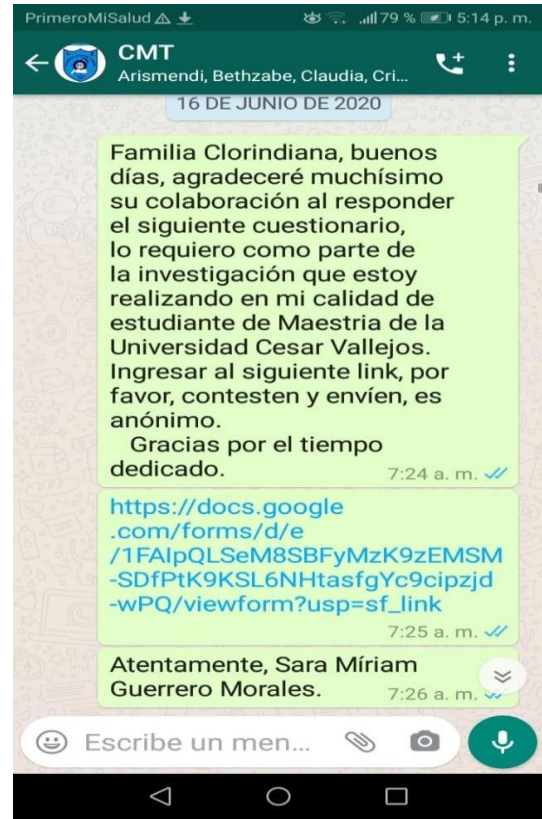 PrimeroMiSalud 79 % 5:14 p. m.
CMT
Arismendi, Bethzabe, Claudia, Cri...
16 DE JUNIO DE 2020
Familia Clorindiana, buenos
días, agradeceré muchísimo
su colaboración al responder
el siguiente cuestionario,
lo requiero como parte de
la investigación que estoy
realizando en mi calidad de
estudiante de Maestria de la
Universidad Cesar Vallejos.
Ingresar al siguiente link, por
favor, contesten y envíen, es
anónimo.
Gracias por el tiempo
dedicado.
7:24 a. m.
https://docs.google
.com/forms/d/e
/1FAIpQLSeM8SBFyMzK9zEMSM
-SDfPtK9KSL6NHtasfgYc9cipzjd
-wPQ/viewform?usp=sf_link
7:25 a. m.
Atentamente, Sara Míriam
Guerrero Morales.
7:26 a. m.
Escribe un men...